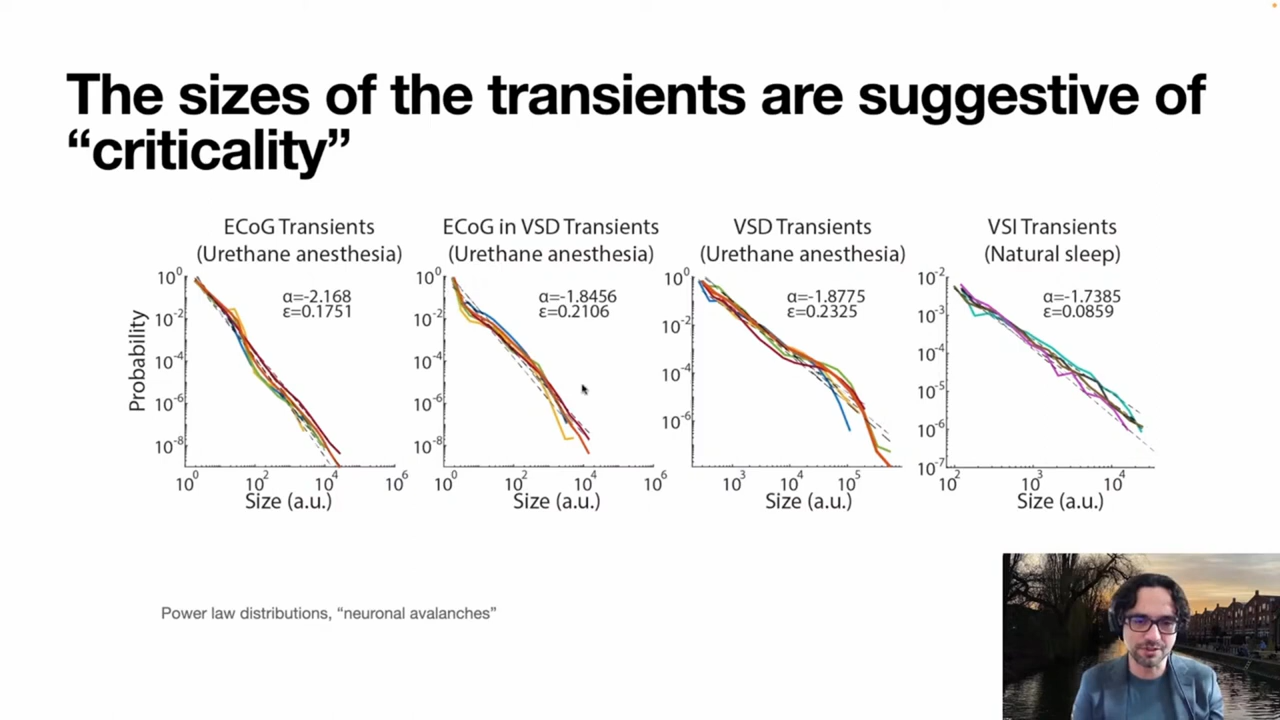 The sizes of the transients are suggestive of
“criticality”
ECoG Transients
(Urethane anesthesia)
ECoG in VSD Transients
(Urethane anesthesia)
VSD Transients
(Urethane anesthesia)
VSI Transients
(Natural sleep)
Probability
10⁰
10⁻²
10⁻⁴
10⁻⁶
10⁻⁸
α=-2.168
ε=0.1751
10⁰
10²
10⁴
10⁶
Size (a.u.)
10⁰
10⁻²
10⁻⁴
10⁻⁶
10⁻⁸
α=-1.8456
ε=0.2106
10⁰
10²
10⁴
10⁶
Size (a.u.)
10⁰
10⁻²
10⁻⁴
10⁻⁶
α=-1.8775
ε=0.2325
10³
10⁴
10⁵
Size (a.u.)
10⁻²
10⁻³
10⁻⁴
10⁻⁵
10⁻⁶
10⁻⁷
α=-1.7385
ε=0.0859
10²
10³
10⁴
Size (a.u.)
Power law distributions, “neuronal avalanches”